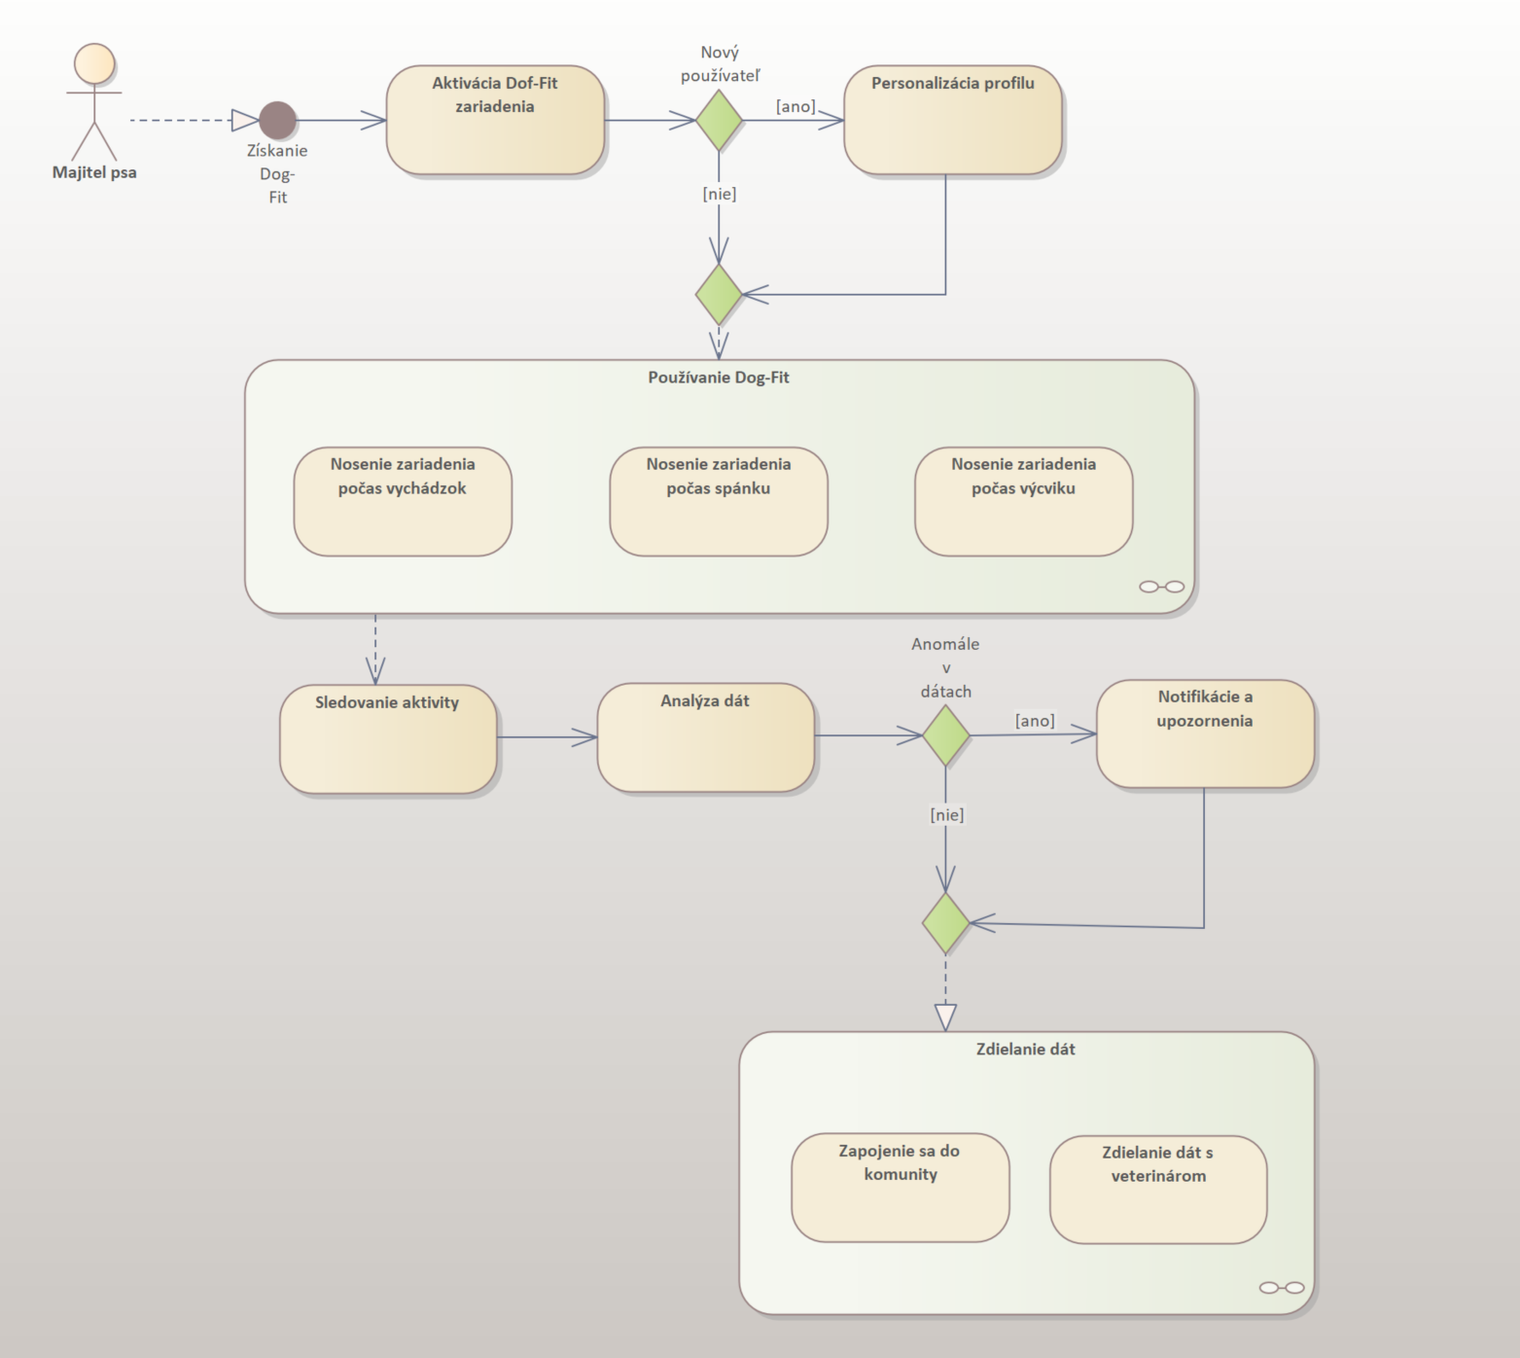 Majitel psa
Získanie
Dog-
Fit
Aktivácia Dof-Fit
zariadenia
Nový
používateľ
[ano]
Personalizácia profilu
[nie]
Používanie Dog-Fit
Nosenie zariadenia
počas vychádzok
Nosenie zariadenia
počas spánku
Nosenie zariadenia
počas výcviku
Sledovanie aktivity
Analýza dát
Anomále
v
dátach
[ano]
Notifikácie a
upozornenia
[nie]
Zdielanie dát
Zapojenie sa do
komunity
Zdielanie dát s
veterinárom